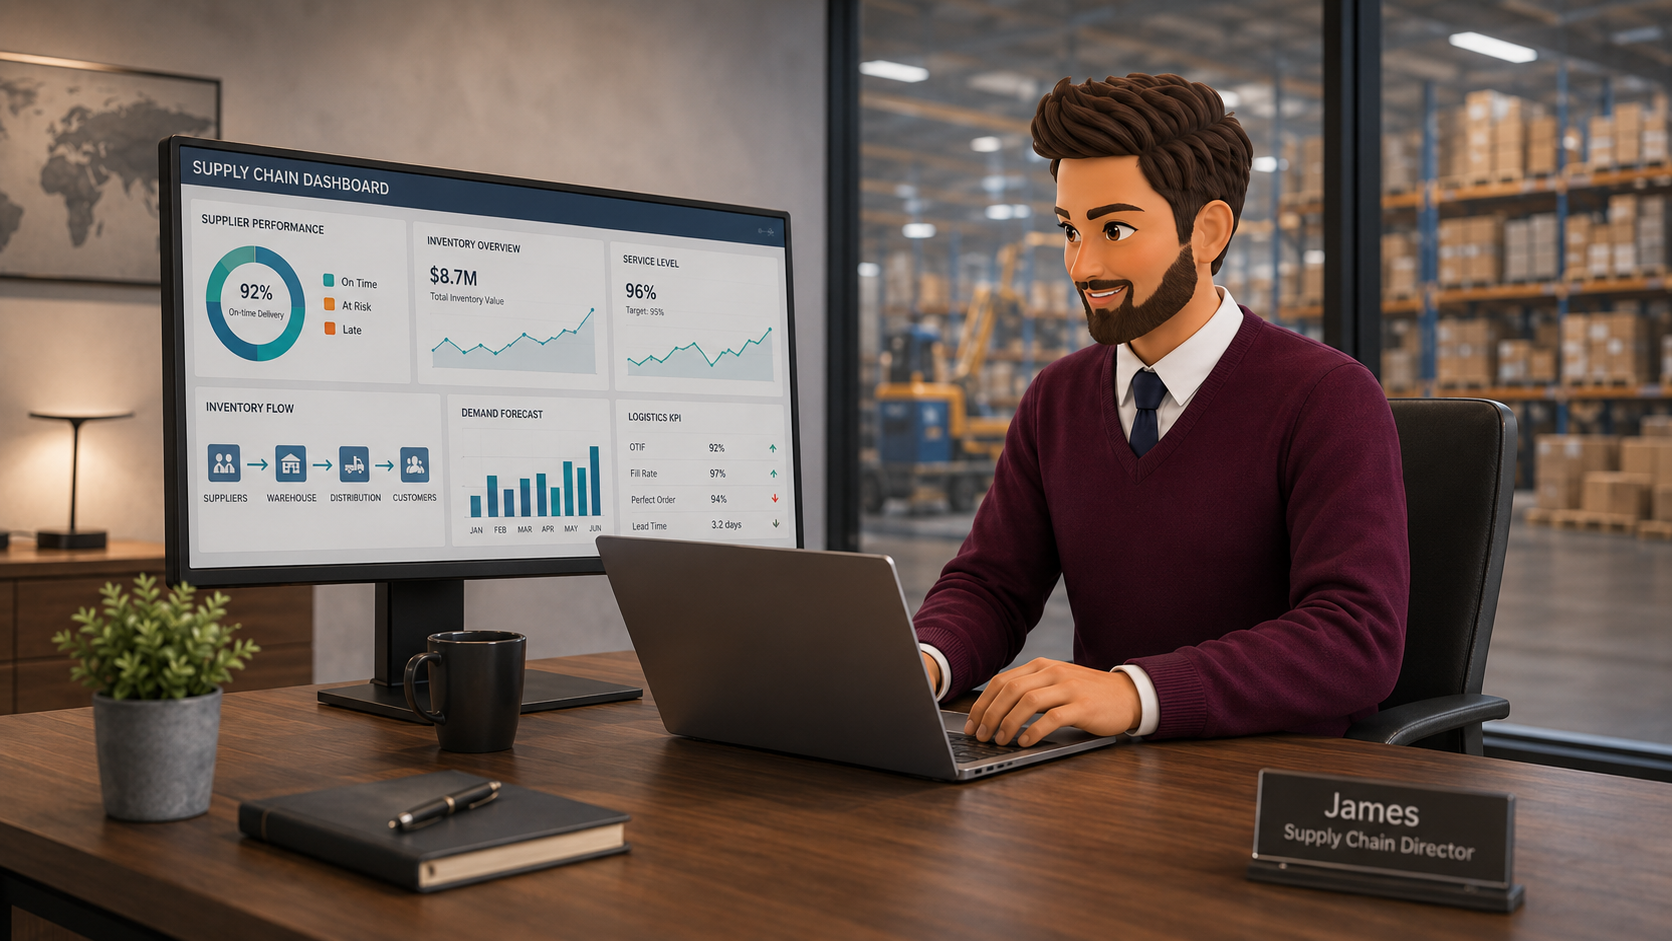 SUPPLY CHAIN DASHBOARD
SUPPLIER PERFORMANCE
92%
On-time Delivery
On Time
At Risk
Late
INVENTORY OVERVIEW
$8.7M
Total Inventory Value
SERVICE LEVEL
96%
Target: 95%
INVENTORY FLOW
SUPPLIERS
WAREHOUSE
DISTRIBUTION
CUSTOMERS
DEMAND FORECAST
JAN FEB MAR APR MAY JUN
LOGISTICS KPI
OTIF 92%
Fill Rate 97%
Perfect Order 94%
Lead Time 3.2 days
James
Supply Chain Director